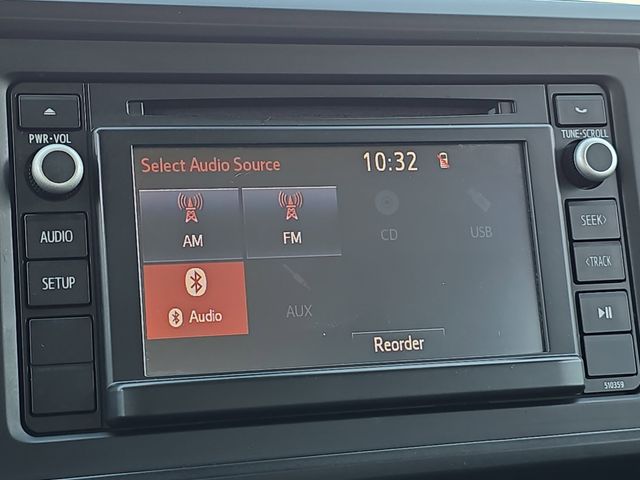 PWR•VOL
TUNE•SCROLL
Select Audio Source
10:32
AM
FM
CD
USB
Audio
AUX
Reorder
AUDIO
SETUP
SEEK>
<TRACK
510359